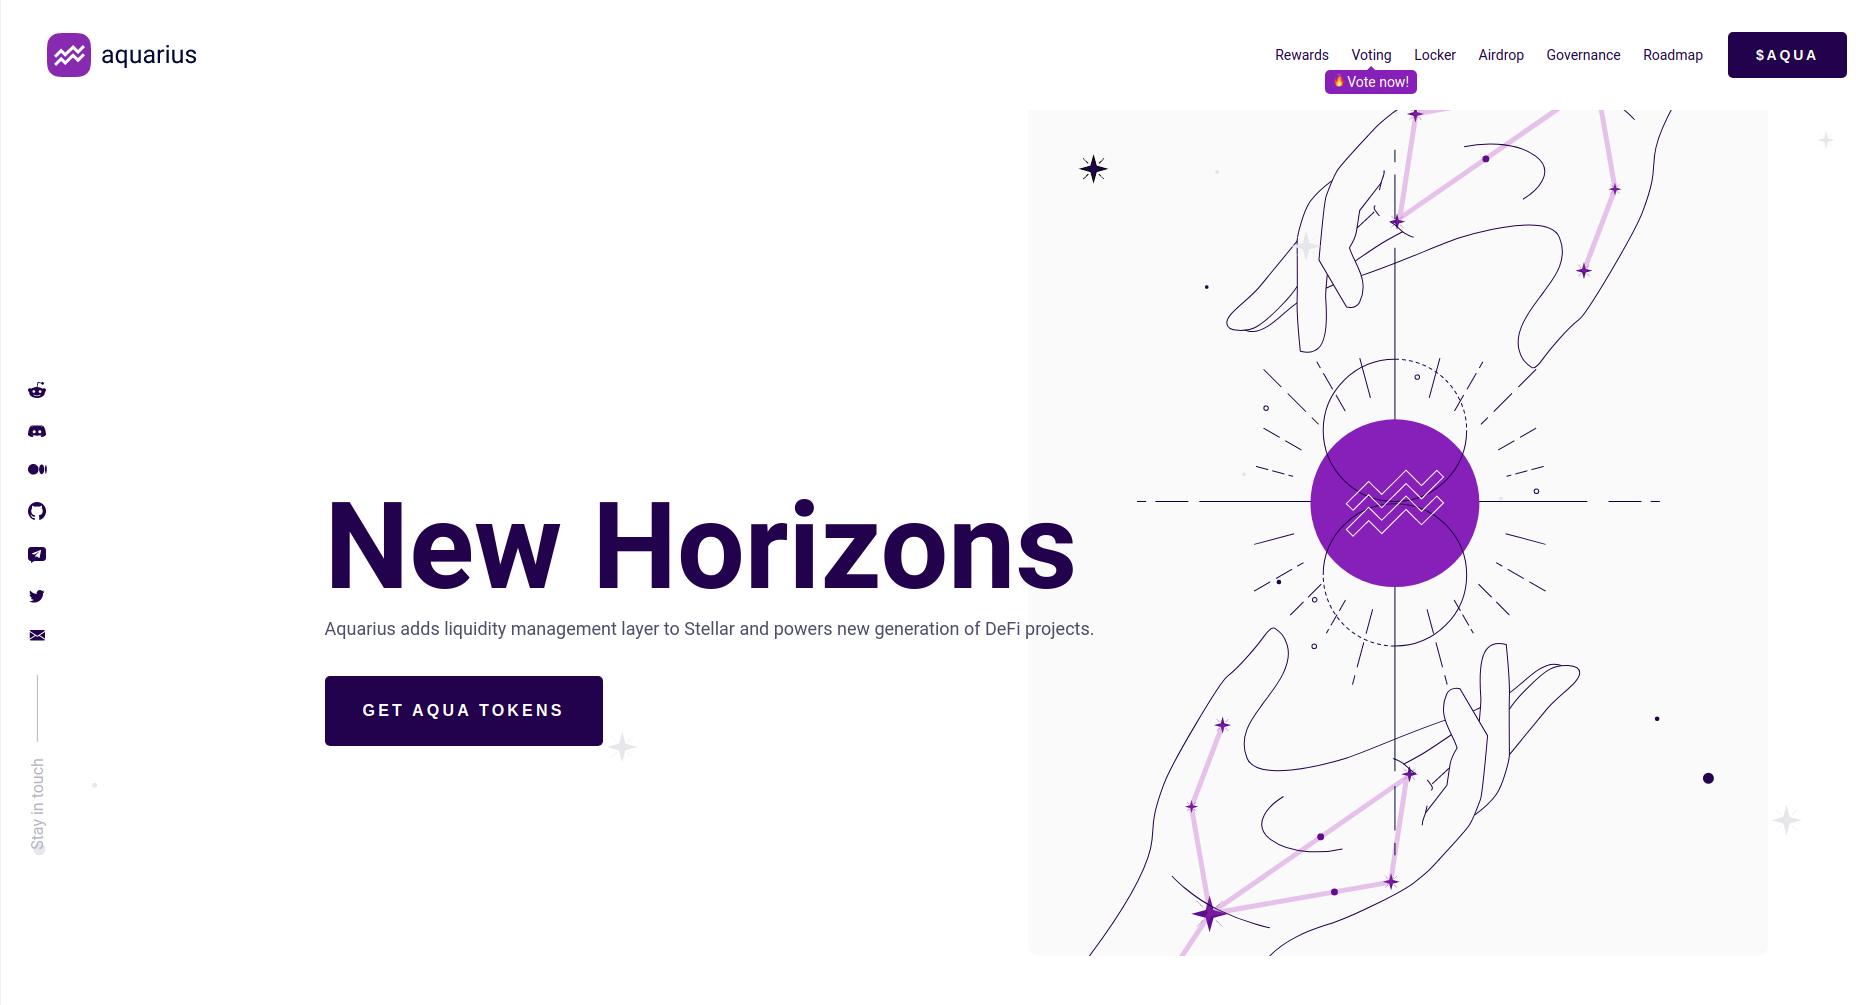 aquarius
Rewards Voting Locker Airdrop Governance Roadmap $AQUA
🔥Vote now!
New Horizons
Aquarius adds liquidity management layer to Stellar and powers new generation of DeFi projects.
GET AQUA TOKENS
Stay in touch